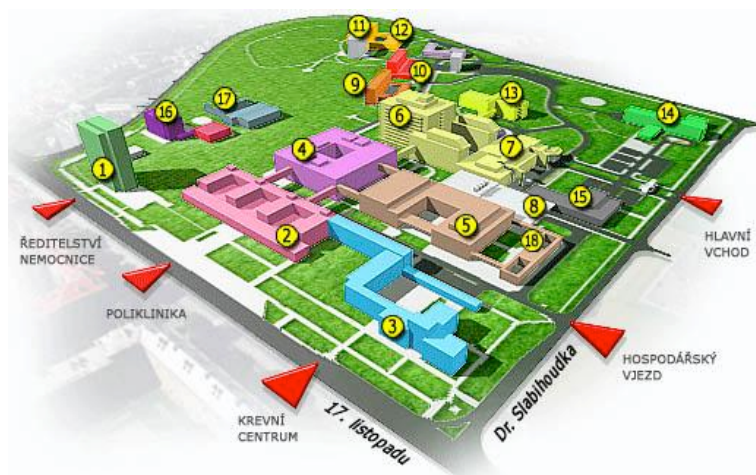 11
12
10
9
13
17
16
6
14
4
7
1
15
8
5
18
2
3
ŘEDITELSTVÍ
NEMOCNICE
POLIKLINIKA
KREVNÍ
CENTRUM
17. listopadu
Dr. Slabihoudka
HOSPODÁŘSKÝ
VJEZD
HLAVNÍ
VCHOD